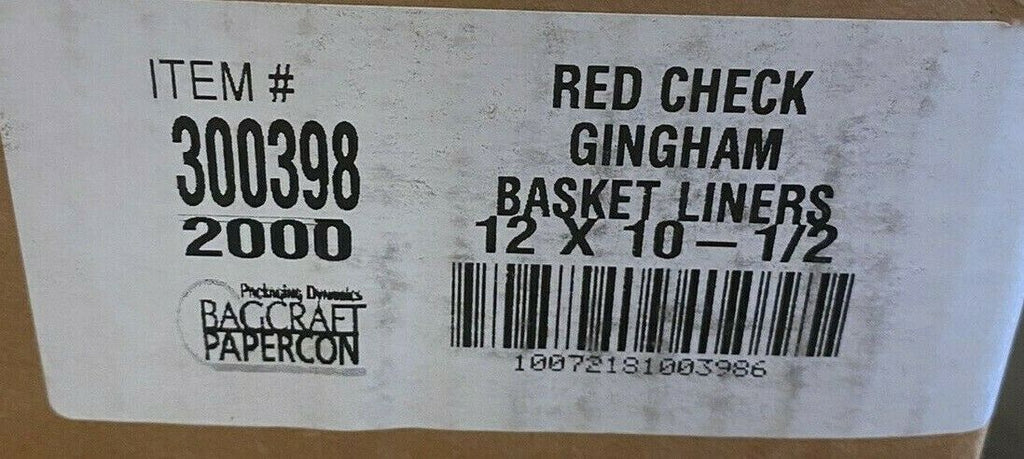 ITEM #
300398
2000
Packaging Dynamics
BAGCRAFT
PAPERCON
RED CHECK
GINGHAM
BASKET LINERS
12 X 10 – 1/2
10072181003986